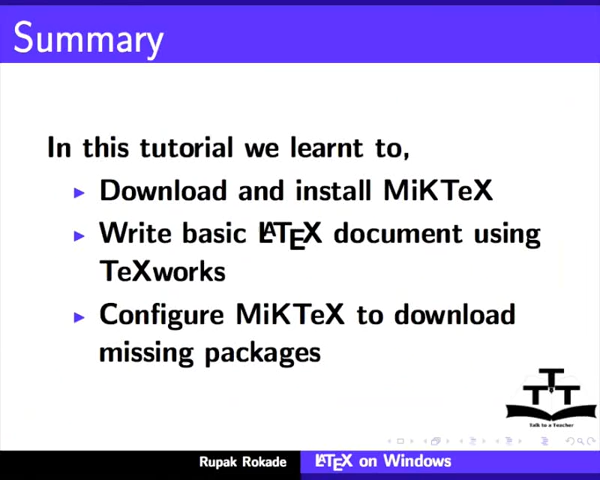 Summary
In this tutorial we learnt to,
Download and install MiKTeX
Write basic LATEX document using
TeXworks
Configure MiKTeX to download
missing packages
T
T T
Talk to a Teacher
Rupak Rokade LATEX on Windows